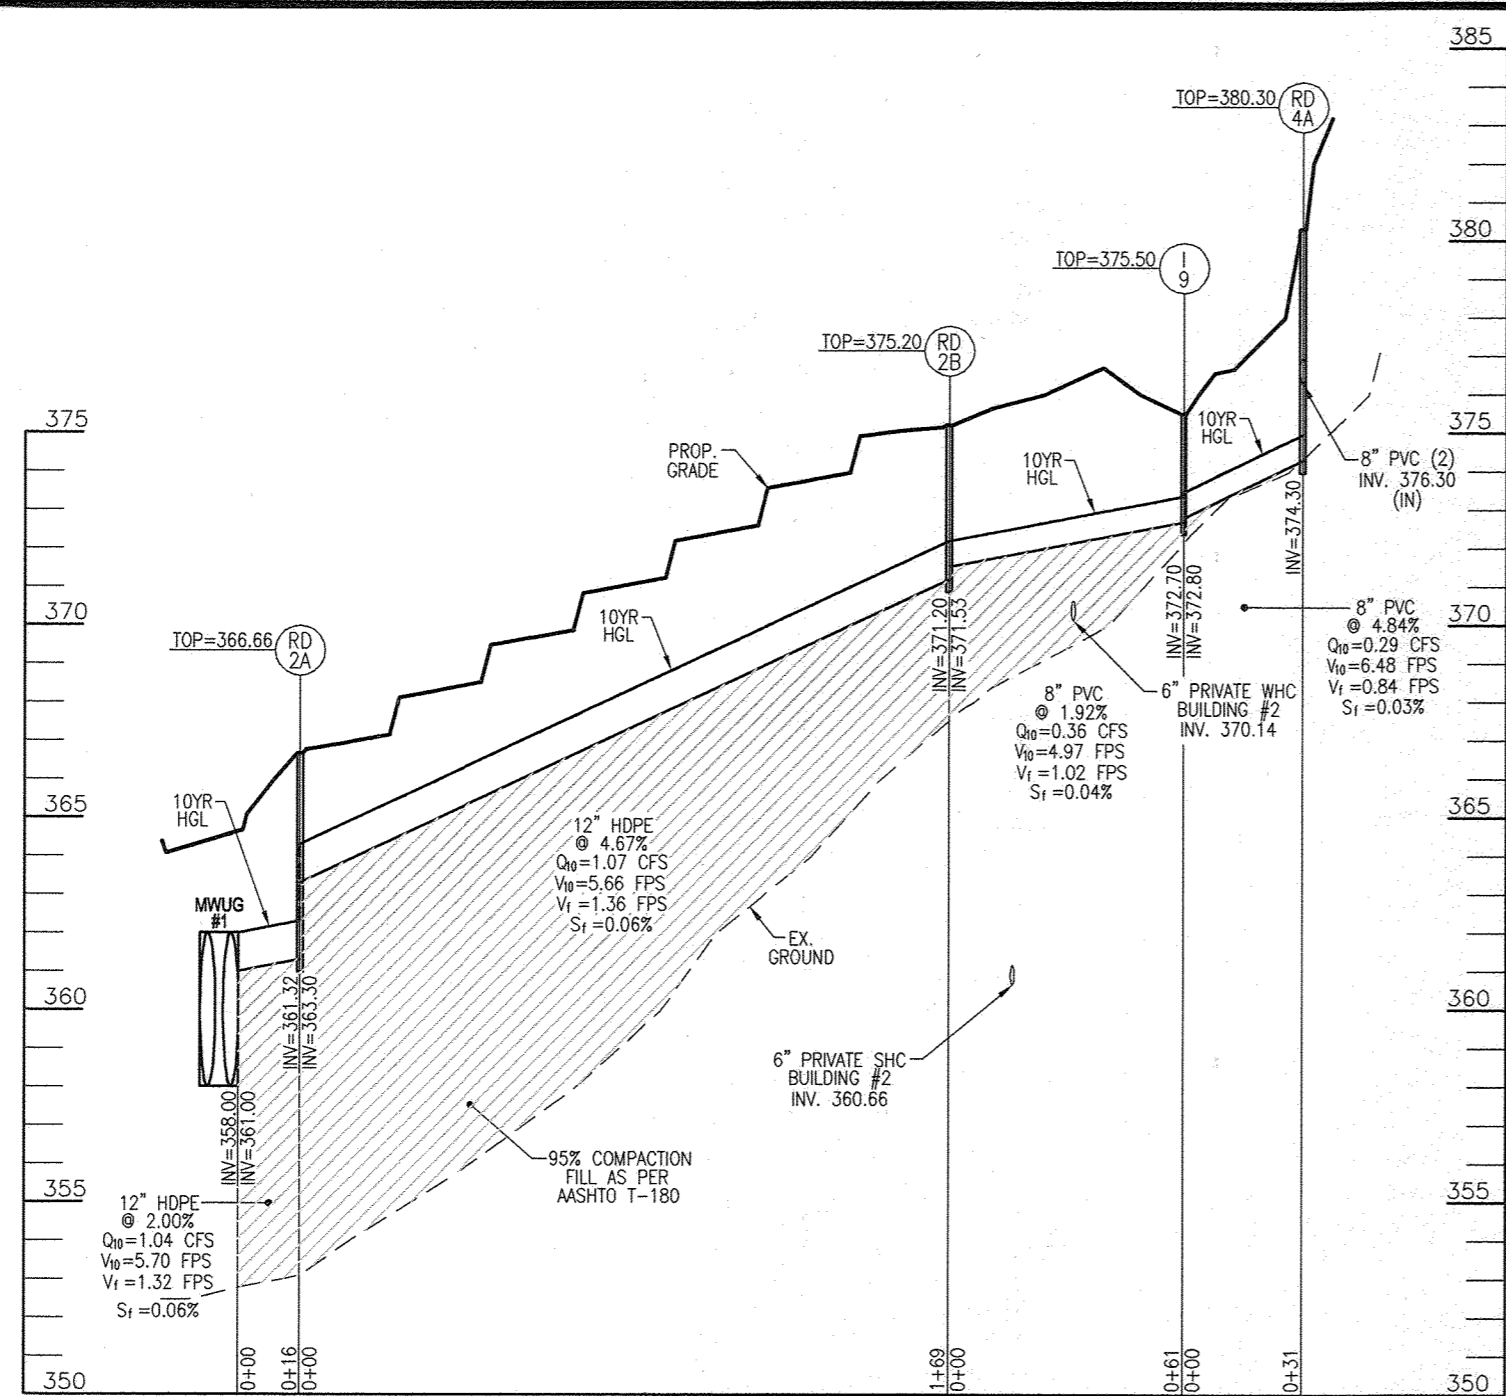 385
TOP=380.30
RD
4A
380
TOP=375.50
I
9
TOP=375.20
RD
2B
375
375
PROP.
GRADE
10YR
HGL
10YR
HGL
8" PVC (2)
INV. 376.30
(IN)
INV=374.30
370
370
TOP=366.66
RD
2A
10YR
HGL
INV=371.20
INV=371.53
INV=372.70
INV=372.80
8" PVC
@ 4.84%
Q10=0.29 CFS
V10=6.48 FPS
Vf=0.84 FPS
Sf=0.03%
6" PRIVATE WHC
BUILDING #2
INV. 370.14
8" PVC
@ 1.92%
Q10=0.36 CFS
V10=4.97 FPS
Vf=1.02 FPS
Sf=0.04%
365
365
10YR
HGL
12" HDPE
@ 4.67%
Q10=1.07 CFS
V10=5.66 FPS
Vf=1.36 FPS
Sf=0.06%
MWUG
#1
EX.
GROUND
360
360
INV=361.32
INV=363.30
6" PRIVATE SHC
BUILDING #2
INV. 360.66
INV=358.00
INV=361.00
95% COMPACTION
FILL AS PER
AASHTO T-180
355
355
12" HDPE
@ 2.00%
Q10=1.04 CFS
V10=5.70 FPS
Vf=1.32 FPS
Sf=0.06%
350
0+00
0+16
0+00
1+69
0+00
0+61
0+00
0+31
350